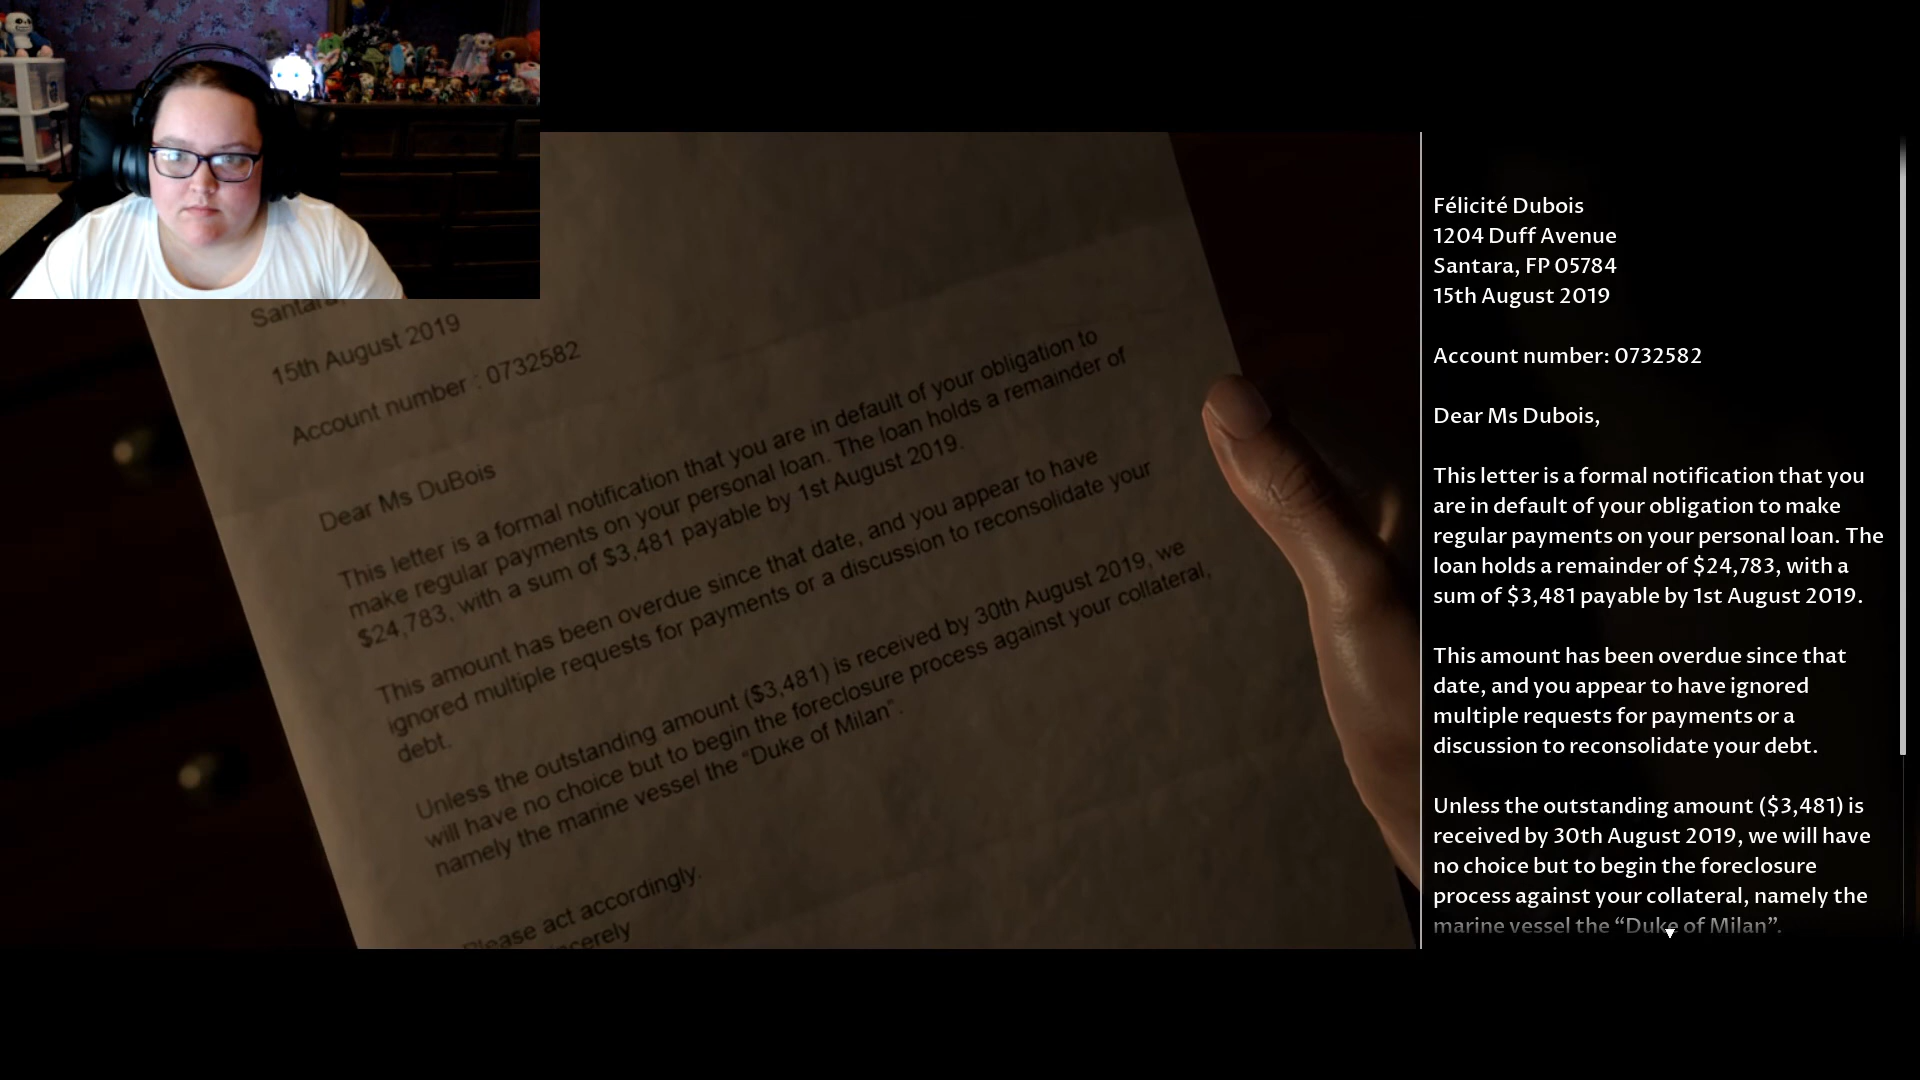 Santara
15th August 2019
Account number : 0732582
Dear Ms DuBois
This letter is a formal notification that you are in default of your obligation to
make regular payments on your personal loan. The loan holds a remainder of
$24,783, with a sum of $3,481 payable by 1st August 2019.
This amount has been overdue since that date, and you appear to have
ignored multiple requests for payments or a discussion to reconsolidate your
debt.
Unless the outstanding amount ($3,481) is received by 30th August 2019, we
will have no choice but to begin the foreclosure process against your collateral,
namely the marine vessel the "Duke of Milan".
Please act accordingly.
Sincerely
Félicité Dubois
1204 Duff Avenue
Santara, FP 05784
15th August 2019
Account number: 0732582
Dear Ms Dubois,
This letter is a formal notification that you
are in default of your obligation to make
regular payments on your personal loan. The
loan holds a remainder of $24,783, with a
sum of $3,481 payable by 1st August 2019.
This amount has been overdue since that
date, and you appear to have ignored
multiple requests for payments or a
discussion to reconsolidate your debt.
Unless the outstanding amount ($3,481) is
received by 30th August 2019, we will have
no choice but to begin the foreclosure
process against your collateral, namely the
marine vessel the “Duke of Milan”.